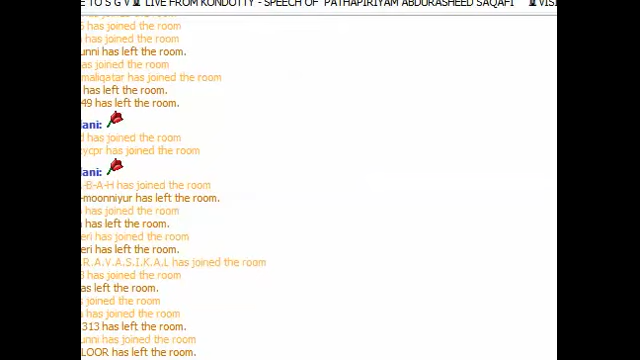 E TO S G V LIVE FROM KONDOTTY - SPEECH OF PATHAPIRIYAM ABDURASHEED SAQAFI VISI
has joined the room
has joined the room
unni has left the room.
as joined the room
maliqatar has joined the room
has left the room.
49 has left the room.
lani:
d has joined the room
ycpr has joined the room
lani:
-B-A-H has joined the room
-moonniyur has left the room.
has joined the room
has left the room.
eri has joined the room
eri has left the room.
.R.A.V.A.S.I.K.A.L has joined the room
has joined the room
as left the room.
joined the room
has joined the room
313 has left the room.
unni has joined the room
LOOR has left the room.